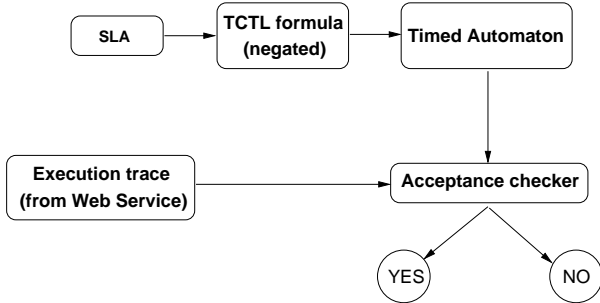 SLA
TCTL formula
(negated)
Timed Automaton
Execution trace
(from Web Service)
Acceptance checker
YES
NO